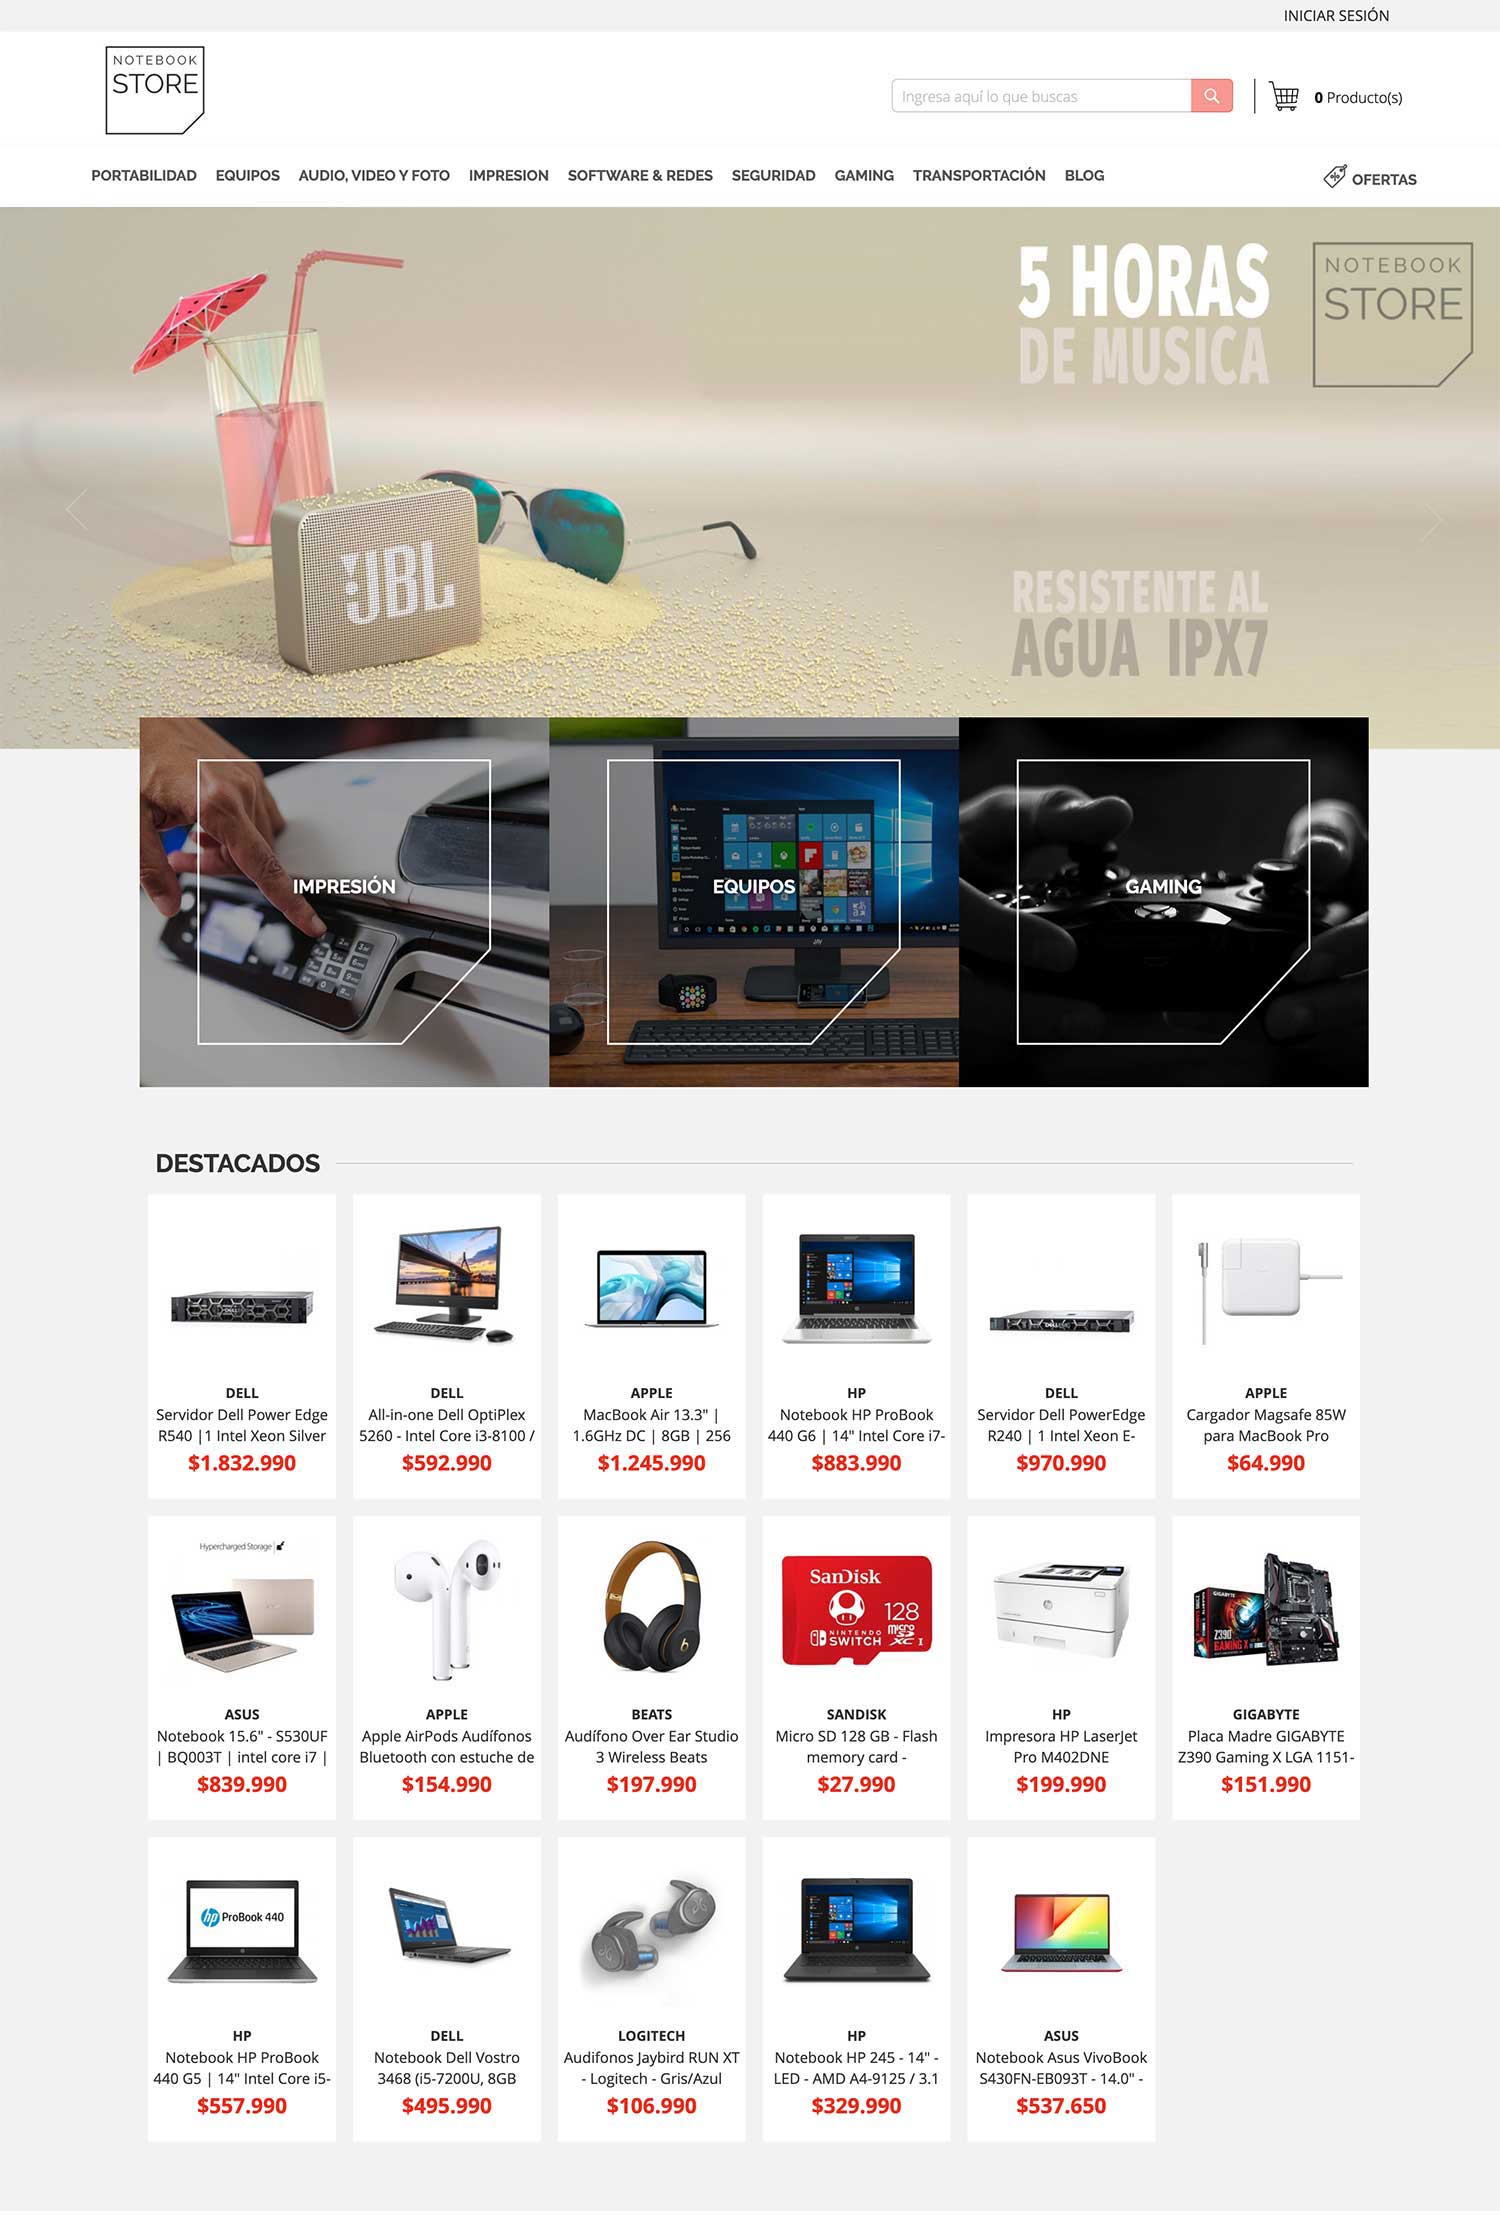 INICIAR SESIÓN
NOTEBOOK
STORE
Ingresa aquí lo que buscas
0 Producto(s)
PORTABILIDAD EQUIPOS AUDIO, VIDEO Y FOTO IMPRESION SOFTWARE & REDES SEGURIDAD GAMING TRANSPORTACIÓN BLOG
OFERTAS
5 HORAS
DE MUSICA
NOTEBOOK
STORE
JBL
RESISTENTE AL
AGUA IPX7
IMPRESIÓN
EQUIPOS
GAMING
DESTACADOS
DELL
Servidor Dell Power Edge
R540 |1 Intel Xeon Silver
$1.832.990
DELL
All-in-one Dell OptiPlex
5260 - Intel Core i3-8100 /
$592.990
APPLE
MacBook Air 13.3" |
1.6GHz DC | 8GB | 256
$1.245.990
HP
Notebook HP ProBook
440 G6 | 14" Intel Core i7-
$883.990
DELL
Servidor Dell PowerEdge
R240 | 1 Intel Xeon E-
$970.990
APPLE
Cargador Magsafe 85W
para MacBook Pro
$64.990
Hypercharged Storage
ASUS
Notebook 15.6" - S530UF
| BQ003T | intel core i7 |
$839.990
APPLE
Apple AirPods Audífonos
Bluetooth con estuche de
$154.990
BEATS
Audífono Over Ear Studio
3 Wireless Beats
$197.990
SanDisk
128
NINTENDO
SWITCH
micro
SD
XC I
SANDISK
Micro SD 128 GB - Flash
memory card -
$27.990
HP
Impresora HP LaserJet
Pro M402DNE
$199.990
GIGABYTE
Z390
GAMING X
GIGABYTE
Placa Madre GIGABYTE
Z390 Gaming X LGA 1151-
$151.990
hp ProBook 440
HP
Notebook HP ProBook
440 G5 | 14" Intel Core i5-
$557.990
DELL
Notebook Dell Vostro
3468 (i5-7200U, 8GB
$495.990
LOGITECH
Audifonos Jaybird RUN XT
- Logitech - Gris/Azul
$106.990
HP
Notebook HP 245 - 14" -
LED - AMD A4-9125 / 3.1
$329.990
ASUS
Notebook Asus VivoBook
S430FN-EB093T - 14.0" -
$537.650